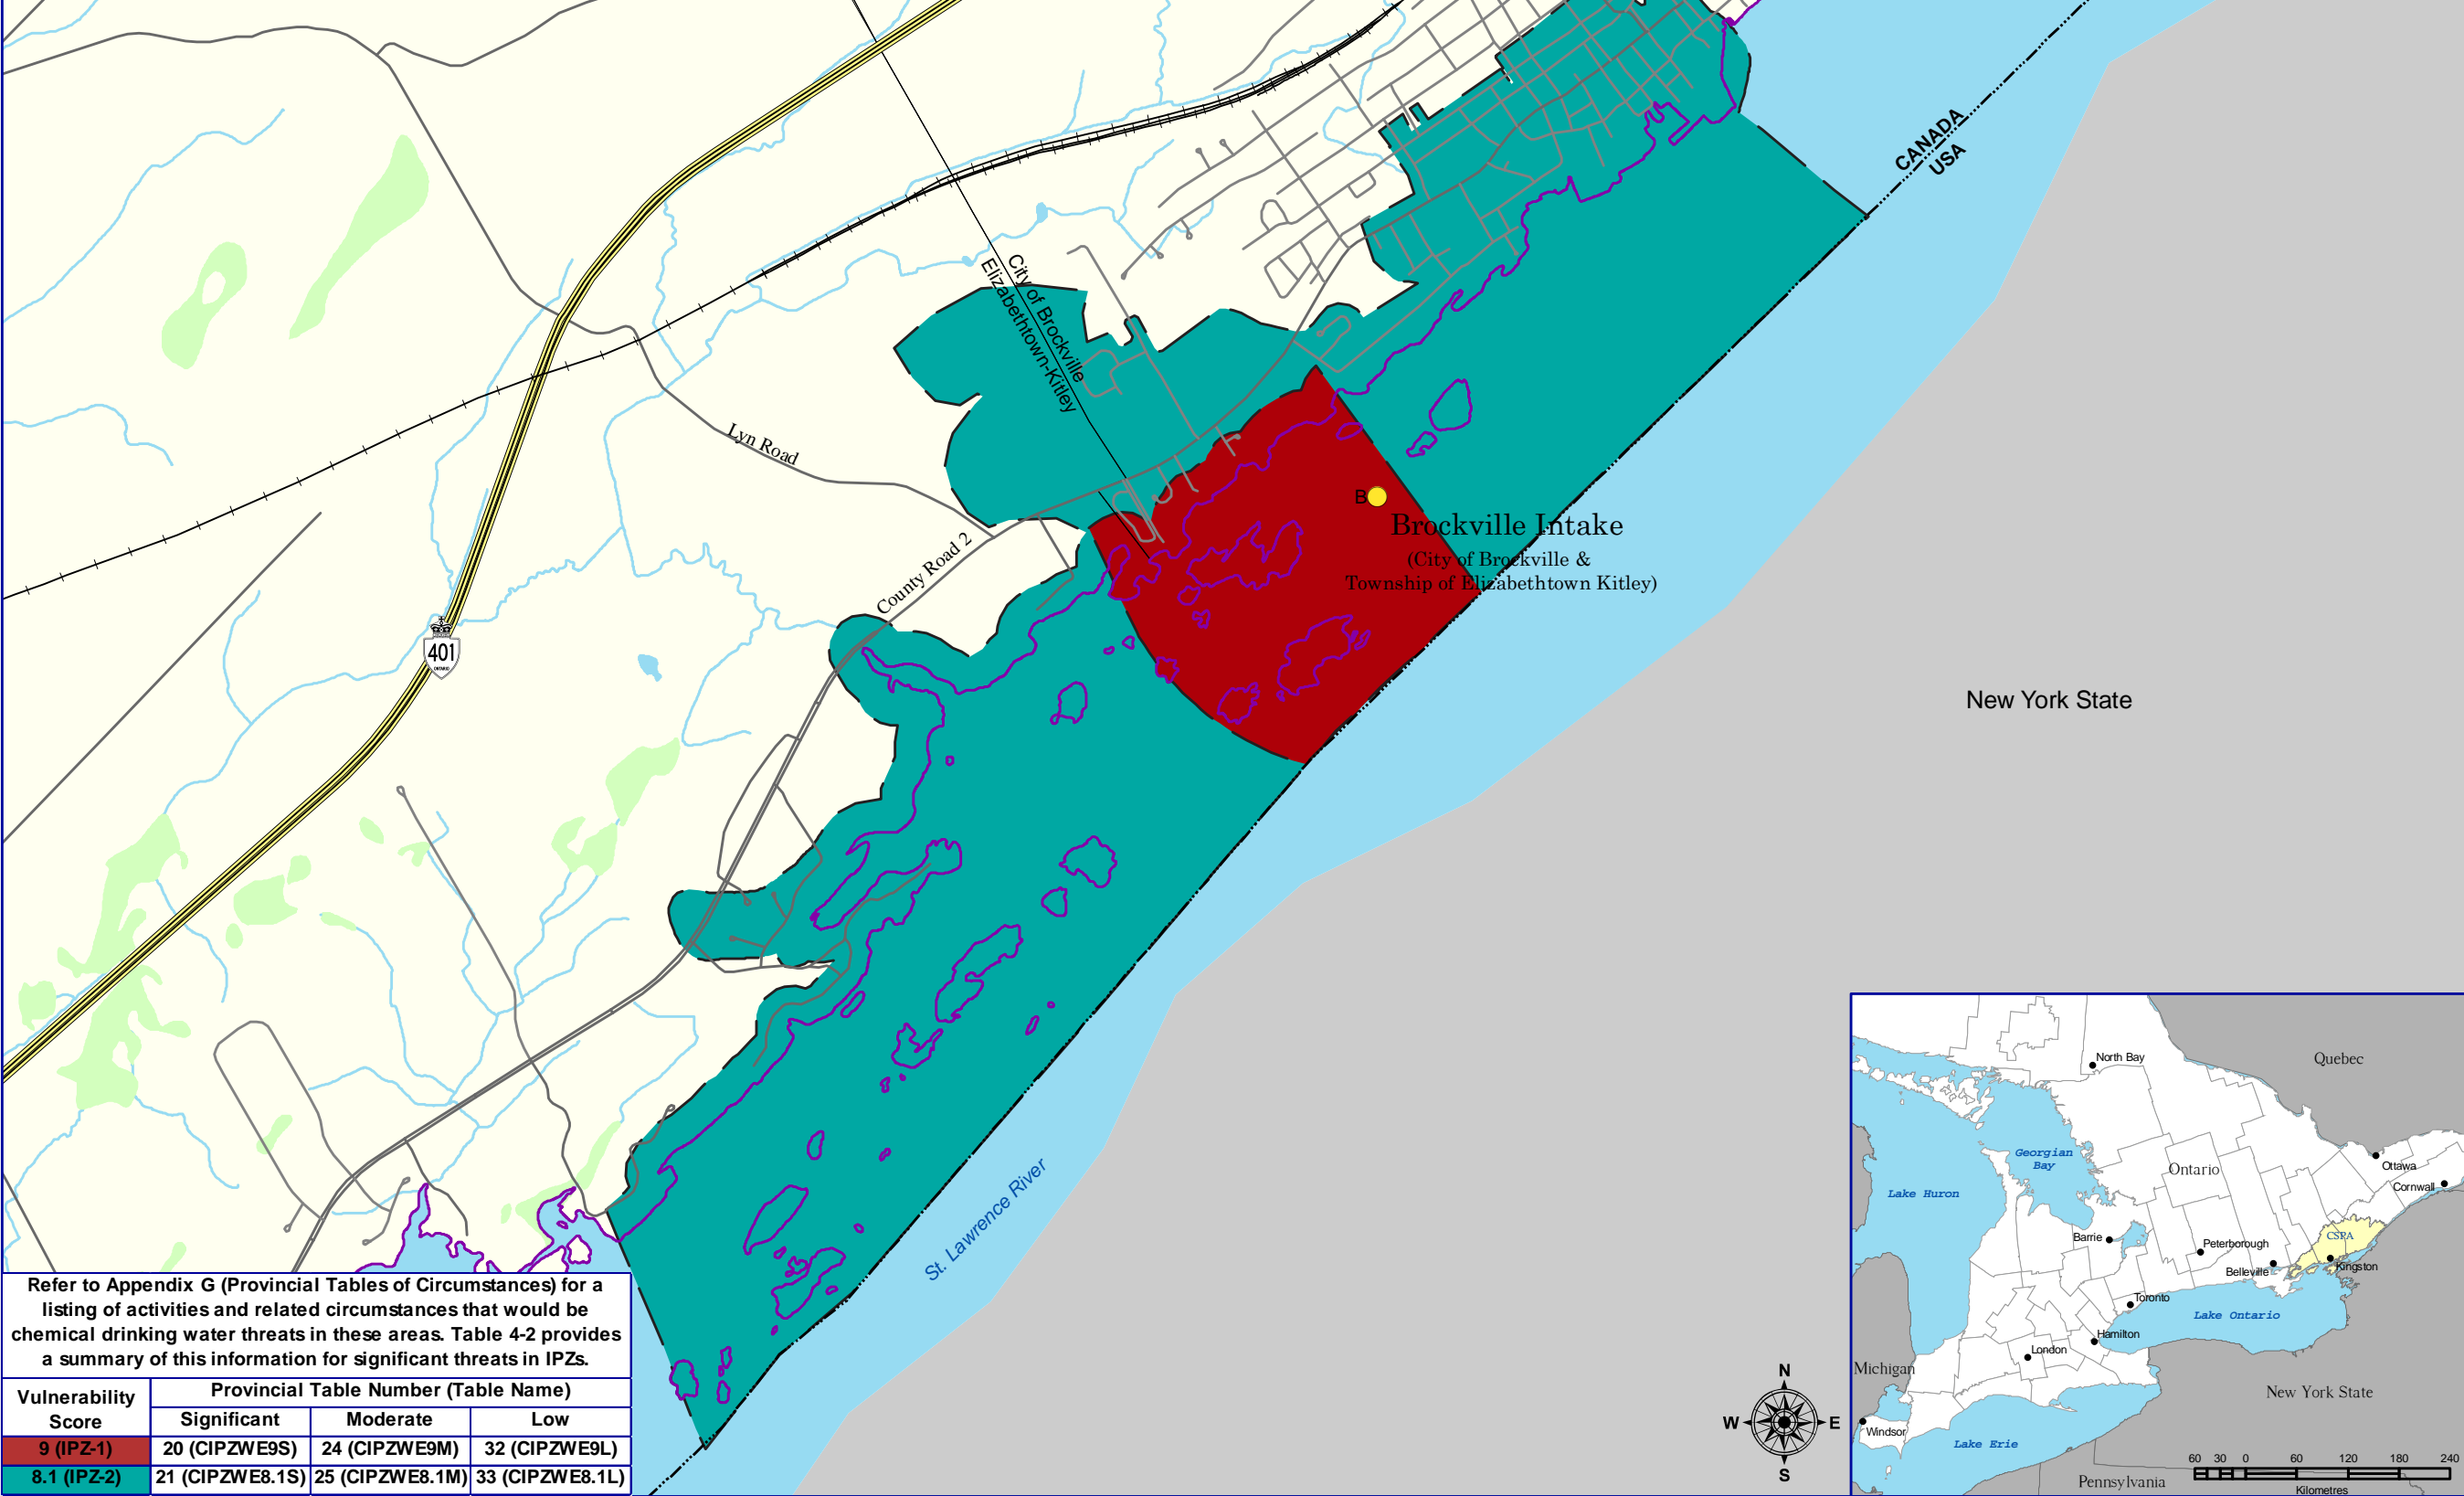 CANADA
USA
City of Brockville
Elizabethtown-Kitley
Lyn Road
County Road 2
B
Brockville Intake
(City of Brockville &
Township of Elizabethtown Kitley)
401
ONTARIO
New York State
St. Lawrence River
Refer to Appendix G (Provincial Tables of Circumstances) for a
listing of activities and related circumstances that would be
chemical drinking water threats in these areas. Table 4-2 provides
a summary of this information for significant threats in IPZs.
Vulnerability Score
Provincial Table Number (Table Name)
Significant Moderate Low
9 (IPZ-1) 20 (CIPZWE9S) 24 (CIPZWE9M) 32 (CIPZWE9L)
8.1 (IPZ-2) 21 (CIPZWE8.1S) 25 (CIPZWE8.1M) 33 (CIPZWE8.1L)
N
W E
S
North Bay
Quebec
Georgian
Bay
Ontario
Ottawa
Lake Huron
Cornwall
Barrie
Peterborough
CSPA
Belleville
Kingston
Toronto
Lake Ontario
Hamilton
London
Michigan
New York State
Windsor
Lake Erie
Pennsylvania
60 30 0 60 120 180 240
Kilometres